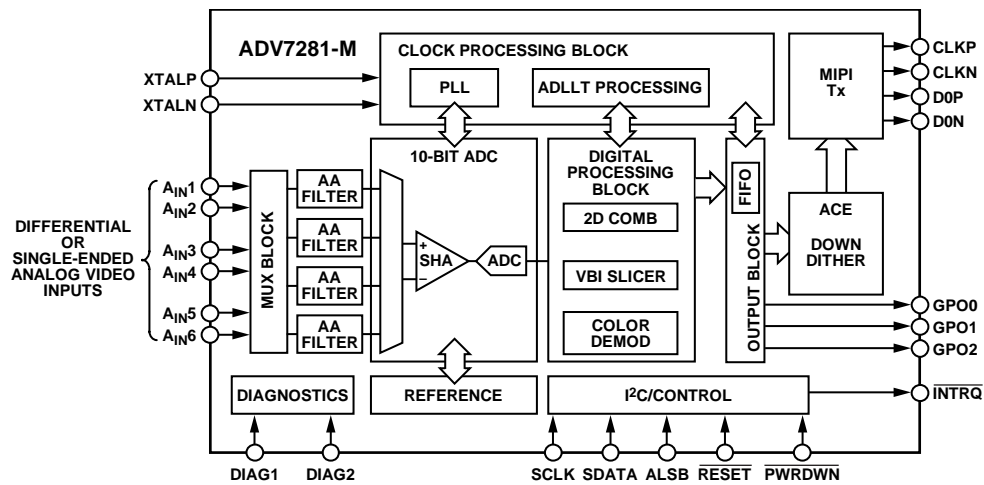 ADV7281-M
CLOCK PROCESSING BLOCK
PLL
ADLLT PROCESSING
XTALP
XTALN
MIPI
Tx
CLKP
CLKN
D0P
D0N
10-BIT ADC
DIGITAL
PROCESSING
BLOCK
2D COMB
VBI SLICER
COLOR
DEMOD
FIFO
OUTPUT BLOCK
ACE
DOWN
DITHER
DIFFERENTIAL
OR
SINGLE-ENDED
ANALOG VIDEO
INPUTS
AIN1
AIN2
AIN3
AIN4
AIN5
AIN6
MUX BLOCK
AA
FILTER
AA
FILTER
AA
FILTER
AA
FILTER
+
SHA
–
ADC
GPO0
GPO1
GPO2
DIAGNOSTICS
REFERENCE
I2C/CONTROL
INTRQ
DIAG1
DIAG2
SCLK
SDATA
ALSB
RESET
PWRDWN